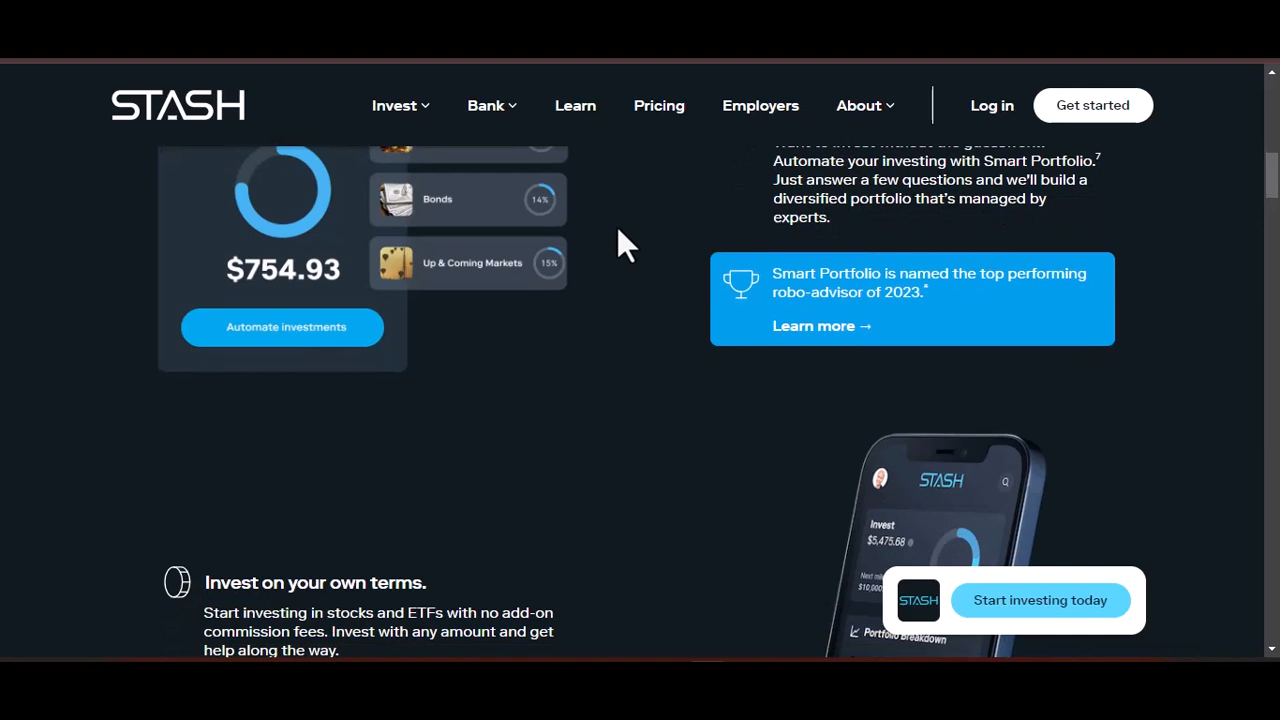 STASH
Invest
Bank
Learn
Pricing
Employers
About
Log in
Get started
Bonds
14%
$754.93
Up & Coming Markets
15%
Automate investments
Automate your investing with Smart Portfolio.7
Just answer a few questions and we'll build a
diversified portfolio that's managed by
experts.
Smart Portfolio is named the top performing
robo-advisor of 2023.*
Learn more →
STASH
Invest
$5,475.68
$10,000
Portfolio Breakdown
STASH
Start investing today
Invest on your own terms.
Start investing in stocks and ETFs with no add-on
commission fees. Invest with any amount and get
help along the way.